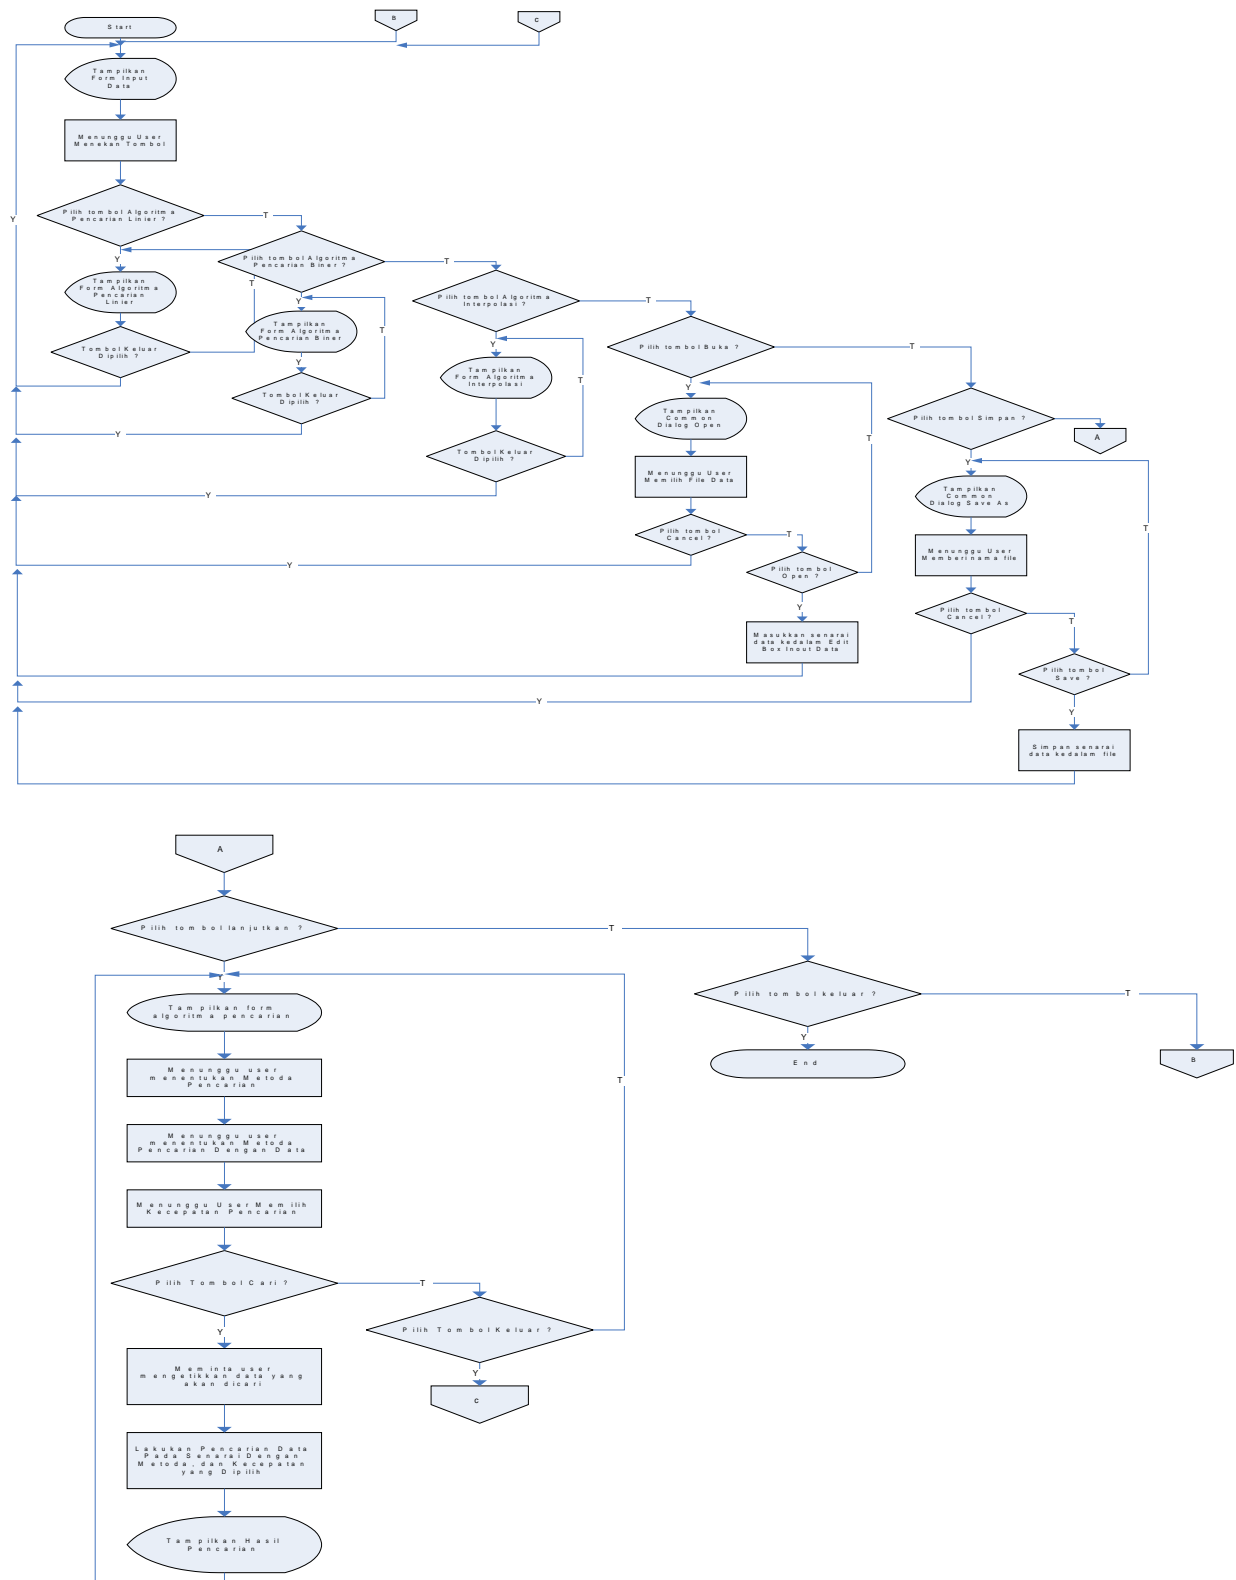 Start
B
C
Tampilkan
Form Input
Data
Menunggu User
Menekan Tombol
Y
Pilih tombol Algoritma
Pencarian Linier ?
T
Y
Pilih tombol Algoritma
Pencarian Biner ?
T
Tampilkan
Form Algoritma
Pencarian
Linier
T
Y
Pilih tombol Algoritma
Interpolasi ?
T
Tampilkan
Form Algoritma
Pencarian Biner
T
Tombol Keluar
Dipilih ?
Y
Y
Pilih tombol Buka ?
T
Tampilkan
Form Algoritma
Interpolasi
T
Tombol Keluar
Dipilih ?
Y
Y
Tampilkan
Common
Dialog Open
T
Pilih tombol Simpan ?
A
Tombol Keluar
Dipilih ?
Y
Menunggu User
Memilih File Data
Y
Tampilkan
Common
Dialog Save As
T
Pilih tombol
Cancel ?
T
Y
Menunggu User
Memberi nama file
Pilih tombol
Open ?
Y
Pilih tombol
Cancel ?
T
Masukkan senarai
data kedalam Edit
Box Inout Data
Pilih tombol
Save ?
Y
Y
Simpan senarai
data kedalam file
A
Pilih tombol lanjutkan ?
T
Y
Pilih tombol keluar ?
T
Tampilkan form
algoritma pencarian
Y
End
B
Menunggu user
menentukan Metoda
Pencarian
T
Menunggu user
menentukan Metoda
Pencarian Dengan Data
Menunggu User Memilih
Kecepatan Pencarian
Pilih Tombol Cari ?
T
Y
Pilih Tombol Keluar ?
Y
Meminta user
mengetikkan data yang
akan dicari
C
Lakukan Pencarian Data
Pada Senarai Dengan
Metoda, dan Kecepatan
yang Dipilih
Tampilkan Hasil
Pencarian